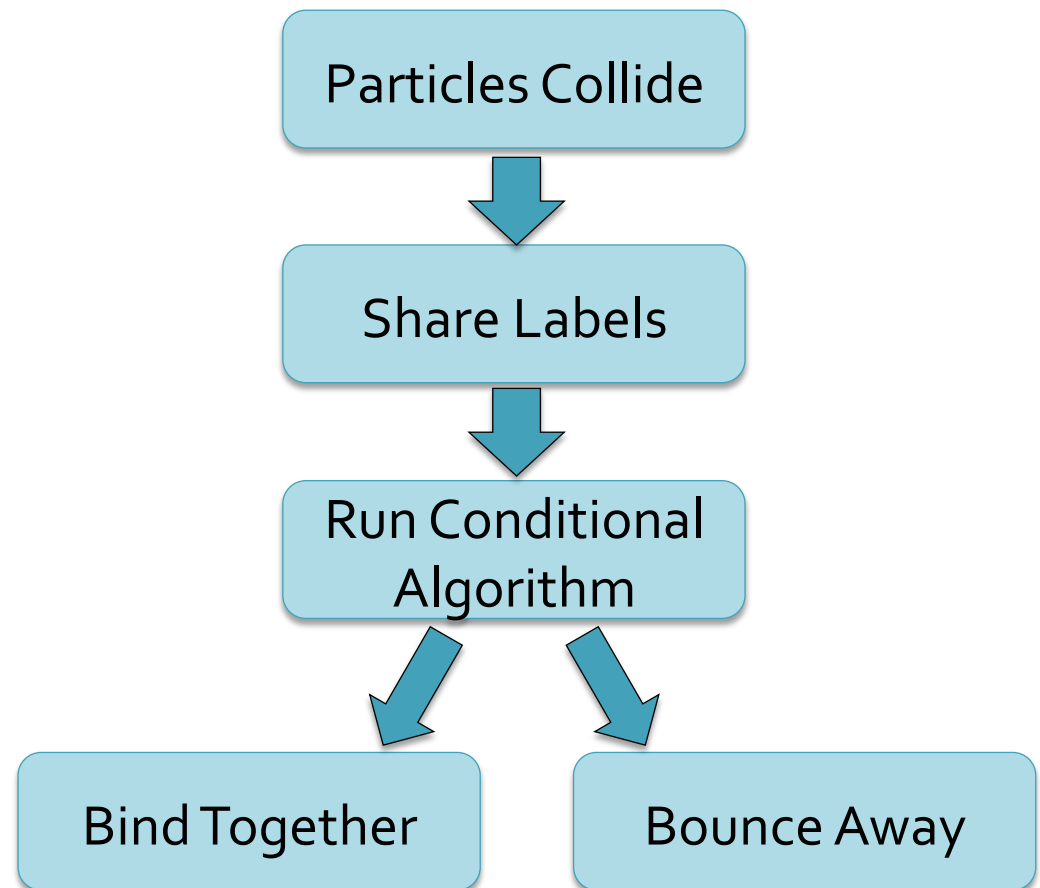 Particles Collide
Share Labels
Run Conditional
Algorithm
Bind Together
Bounce Away